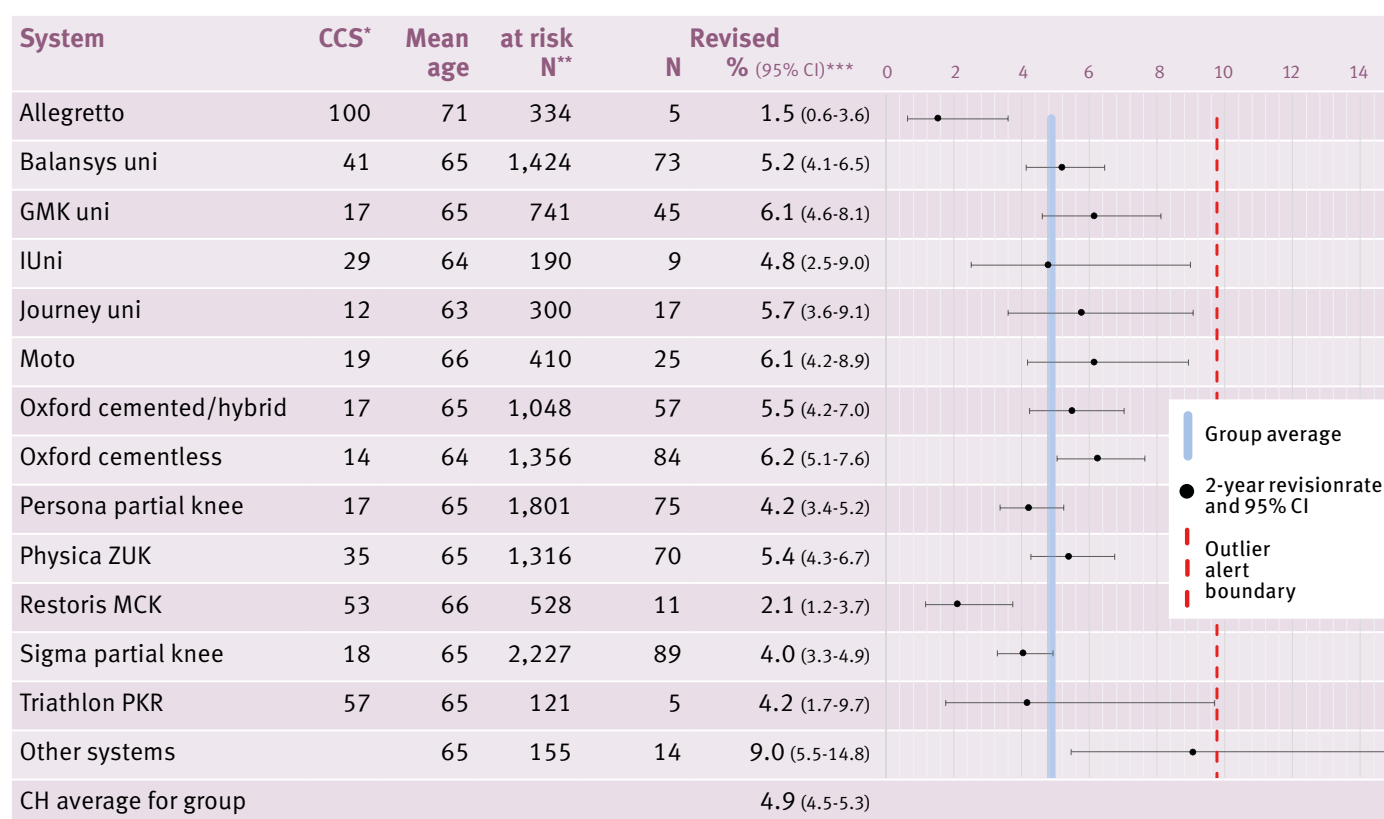 System CCS* Mean age at risk N** Revised N % (95% CI)*** 0 2 4 6 8 10 12 14
Allegretto 100 71 334 5 1.5 (0.6-3.6)
Balansys uni 41 65 1,424 73 5.2 (4.1-6.5)
GMK uni 17 65 741 45 6.1 (4.6-8.1)
IUni 29 64 190 9 4.8 (2.5-9.0)
Journey uni 12 63 300 17 5.7 (3.6-9.1)
Moto 19 66 410 25 6.1 (4.2-8.9)
Oxford cemented/hybrid 17 65 1,048 57 5.5 (4.2-7.0)
Oxford cementless 14 64 1,356 84 6.2 (5.1-7.6)
Persona partial knee 17 65 1,801 75 4.2 (3.4-5.2)
Physica ZUK 35 65 1,316 70 5.4 (4.3-6.7)
Restoris MCK 53 66 528 11 2.1 (1.2-3.7)
Sigma partial knee 18 65 2,227 89 4.0 (3.3-4.9)
Triathlon PKR 57 65 121 5 4.2 (1.7-9.7)
Other systems 65 155 14 9.0 (5.5-14.8)
CH average for group 4.9 (4.5-5.3)
Group average
2-year revisionrate
and 95% CI
Outlier
alert
boundary